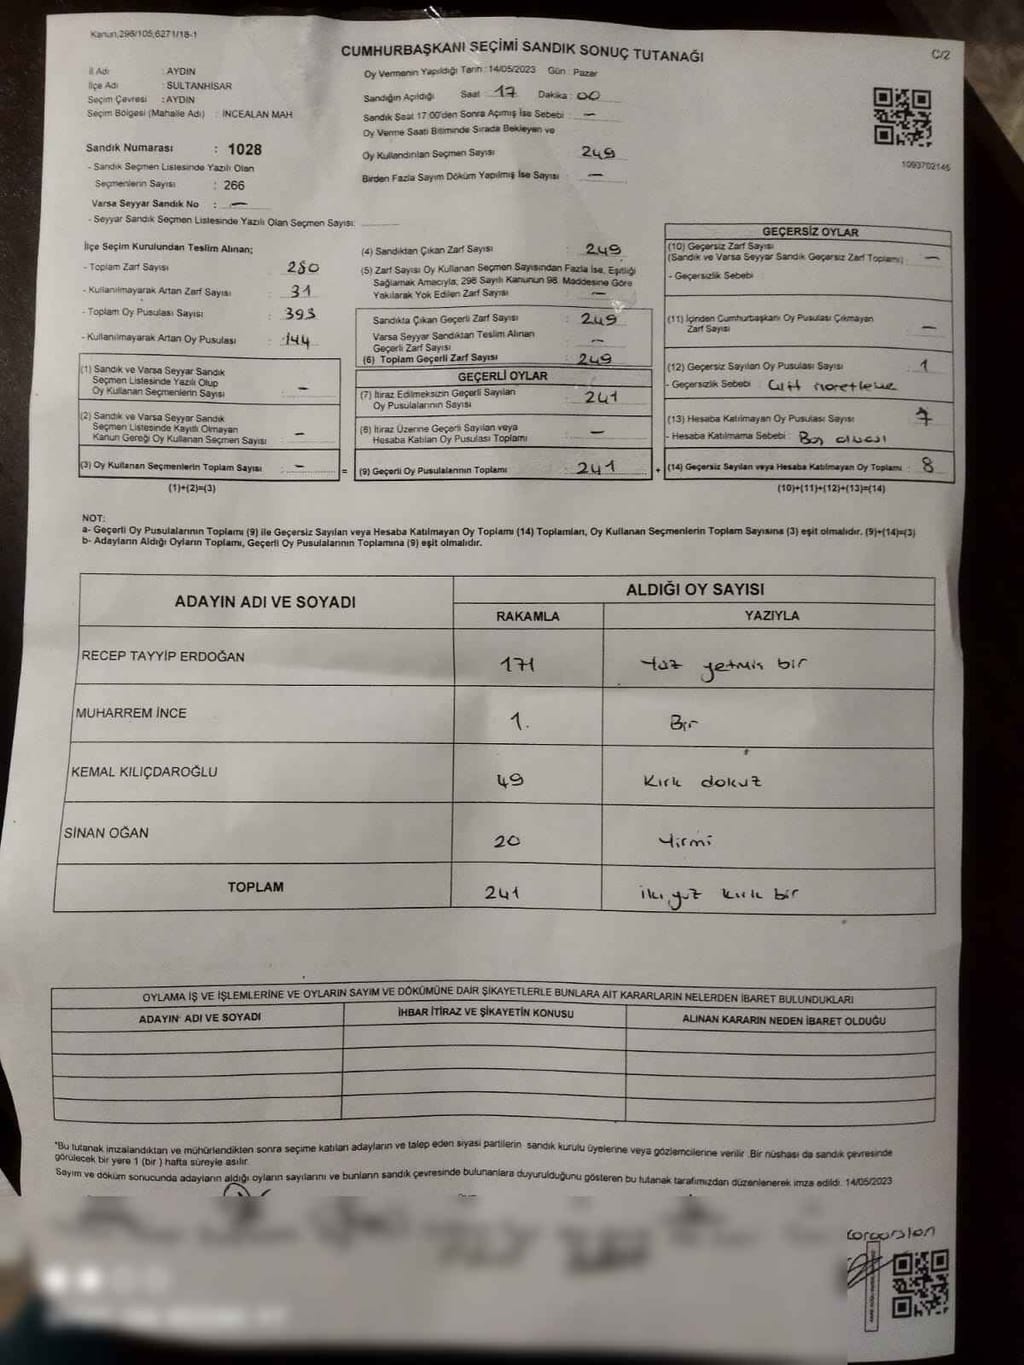 Kanun,298/105,6271/18-1
CUMHURBAŞKANI SEÇİMİ SANDIK SONUÇ TUTANAĞI
C/2
İl Adı : AYDIN
İlçe Adı : SULTANHİSAR
Seçim Çevresi : AYDIN
Seçim Bölgesi (Mahalle Adı) : İNCEALAN MAH
Oy Vermenin Yapıldığı Tarih : 14/05/2023 Gün : Pazar
Sandığın Açıldığı Saat 17 Dakika : 00
Sandık Saat 17:00'den Sonra Açımış İse Sebebi : —
Oy Verme Saati Bitiminde Sırada Bekleyen ve
Oy Kullandırılan Seçmen Sayısı 249
Birden Fazla Sayım Döküm Yapılmış İse Sayısı —
1093702146
Sandık Numarası : 1028
- Sandık Seçmen Listesinde Yazılı Olan
Seçmenlerin Sayısı : 266
Varsa Seyyar Sandık No : —
- Seyyar Sandık Seçmen Listesinde Yazılı Olan Seçmen Sayısı:
İlçe Seçim Kurulundan Teslim Alınan;
- Toplam Zarf Sayısı : 280
- Kullanılmayarak Artan Zarf Sayısı : 31
- Toplam Oy Pusulası Sayısı : 393
- Kullanılmayarak Artan Oy Pusulası : 144
(1) Sandık ve Varsa Seyyar Sandık
Seçmen Listesinde Yazılı Olup
Oy Kullanan Seçmenlerin Sayısı : —
(2) Sandık ve Varsa Seyyar Sandık
Seçmen Listesinde Kayıtlı Olmayan
Kanun Gereği Oy Kullanan Seçmen Sayısı : —
(3) Oy Kullanan Seçmenlerin Toplam Sayısı : — =
(1)+(2)=(3)
(4) Sandıktan Çıkan Zarf Sayısı : 249
(5) Zarf Sayısı Oy Kullanan Seçmen Sayısından Fazla İse, Eşitliği
Sağlamak Amacıyla; 298 Sayılı Kanunun 98. Maddesine Göre
Yakılarak Yok Edilen Zarf Sayısı : —
Sandıkta Çıkan Geçerli Zarf Sayısı : 249
Varsa Seyyar Sandıktan Teslim Alınan
Geçerli Zarf Sayısı : —
(6) Toplam Geçerli Zarf Sayısı : 249
GEÇERLİ OYLAR
(7) İtiraz Edilmeksizin Geçerli Sayılan
Oy Pusulalarının Sayısı : 241
(8) İtiraz Üzerine Geçerli Sayılan veya
Hesaba Katılan Oy Pusulaları Toplamı : —
(9) Geçerli Oy Pusulalarının Toplamı : 241 +
GEÇERSİZ OYLAR
(10) Geçersiz Zarf Sayısı
(Sandık ve Varsa Seyyar Sandık Geçersiz Zarf Toplamı) : —
- Geçersizlik Sebebi :
(11) İçinden Cumhurbaşkanı Oy Pusulası Çıkmayan
Zarf Sayısı : —
(12) Geçersiz Sayılan Oy Pusulası Sayısı : 1
- Geçersizlik Sebebi : Çift
(13) Hesaba Katılmayan Oy Pusulası Sayısı : 7
- Hesaba Katılmama Sebebi : Boş
(14) Geçersiz Sayılan veya Hesaba Katılmayan Oy Toplamı : 8
(10)+(11)+(12)+(13)=(14)
NOT:
a- Geçerli Oy Pusulalarının Toplamı (9) ile Geçersiz Sayılan veya Hesaba Katılmayan Oy Toplamı (14) Toplamları, Oy Kullanan Seçmenlerin Toplam Sayısına (3) eşit olmalıdır. (9)+(14)=(3)
b- Adayların Aldığı Oyların Toplamı, Geçerli Oy Pusulalarının Toplamına (9) eşit olmalıdır.
ADAYIN ADI VE SOYADI
ALDIĞI OY SAYISI
RAKAMLA YAZIYLA
RECEP TAYYİP ERDOĞAN 171 Yüz yetmiş bir
MUHARREM İNCE 1. Bir
KEMAL KILIÇDAROĞLU 49 Kırk dokuz
SİNAN OĞAN 20 Yirmi
TOPLAM 241 İki yüz kırk bir
OYLAMA İŞ VE İŞLEMLERİNE VE OYLARIN SAYIM VE DÖKÜMÜNE DAİR ŞİKAYETLERLE BUNLARA AİT KARARLARIN NELERDEN İBARET BULUNDUKLARI
ADAYIN ADI VE SOYADI İHBAR İTİRAZ VE ŞİKAYETİN KONUSU ALINAN KARARIN NEDEN İBARET OLDUĞU
*Bu tutanak imzalandıktan ve mühürlendikten sonra seçime katılan adayların ve talep eden siyasi partilerin sandık kurulu üyelerine veya gözlemcilerine verilir. Bir nüshası da sandık çevresinde
görülecek bir yere 1 (bir) hafta süreyle asılır.
Sayım ve döküm sonucunda adayların aldığı oyların sayılarını ve bunların sandık çevresinde bulunanlara duyurulduğunu gösteren bu tutanak tarafımızdan düzenlenerek imza edildi. 14/05/2023